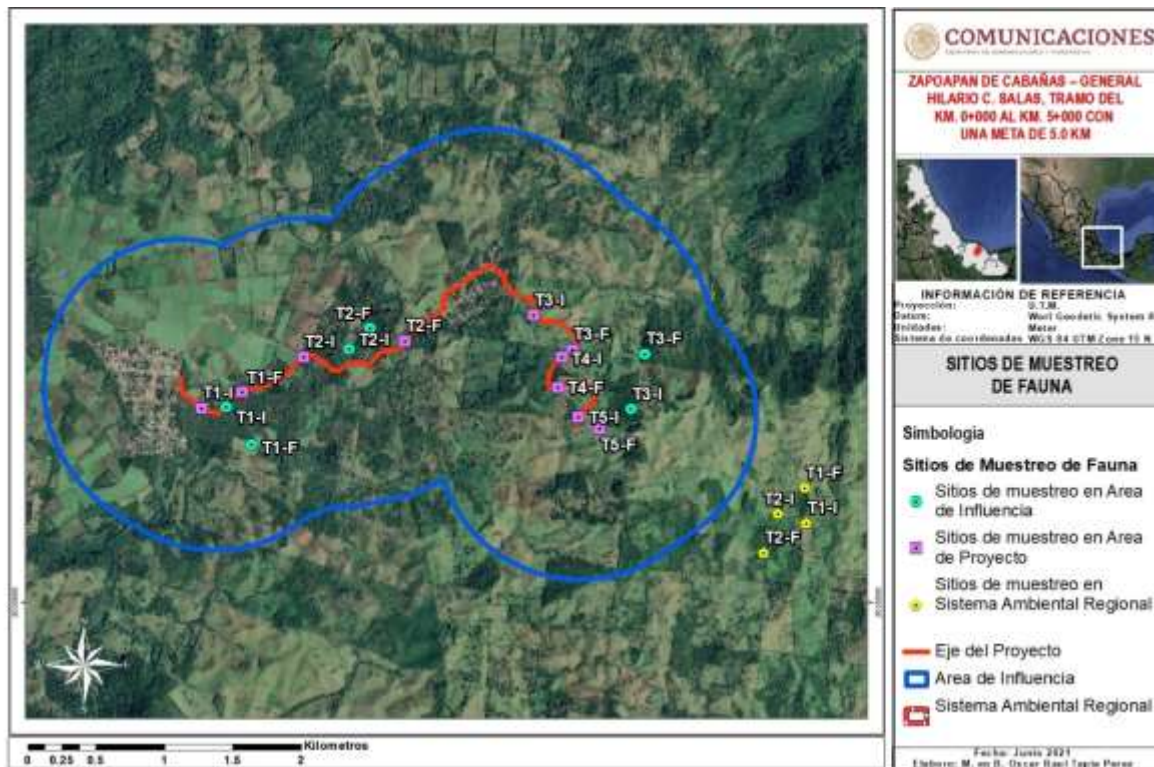 COMUNICACIONES
ZAPOAPAN DE CABAÑAS – GENERAL
HILARIO C. SALAS, TRAMO DEL
KM. 0+000 AL KM. 5+000 CON
UNA META DE 5.0 KM
INFORMACIÓN DE REFERENCIA
Proyección: U.T.M.
Datum:
Unidades: Meter
Sistema de coordenadas WGS 84 UTM Zone 15 N
SITIOS DE MUESTREO
DE FAUNA
Simbologia
Sitios de Muestreo de Fauna
Sitios de muestreo en Area
de Influencia
Sitios de muestreo en Area
de Proyecto
Sitios de muestreo en
Sistema Ambiental Regional
Eje del Proyecto
Area de Influencia
Sistema Ambiental Regional
Fecha: Junio 2021
T3-I
T2-F
T2-F
T2-I
T2-I
T3-F
T3-F
T4-I
T1-F
T4-F
T1-I
T1-I
T3-I
T5-I
T1-F
T5-F
T1-F
T2-I
T1-I
T2-F
Kilometros
0 0.25 0.5 1 1.5 2